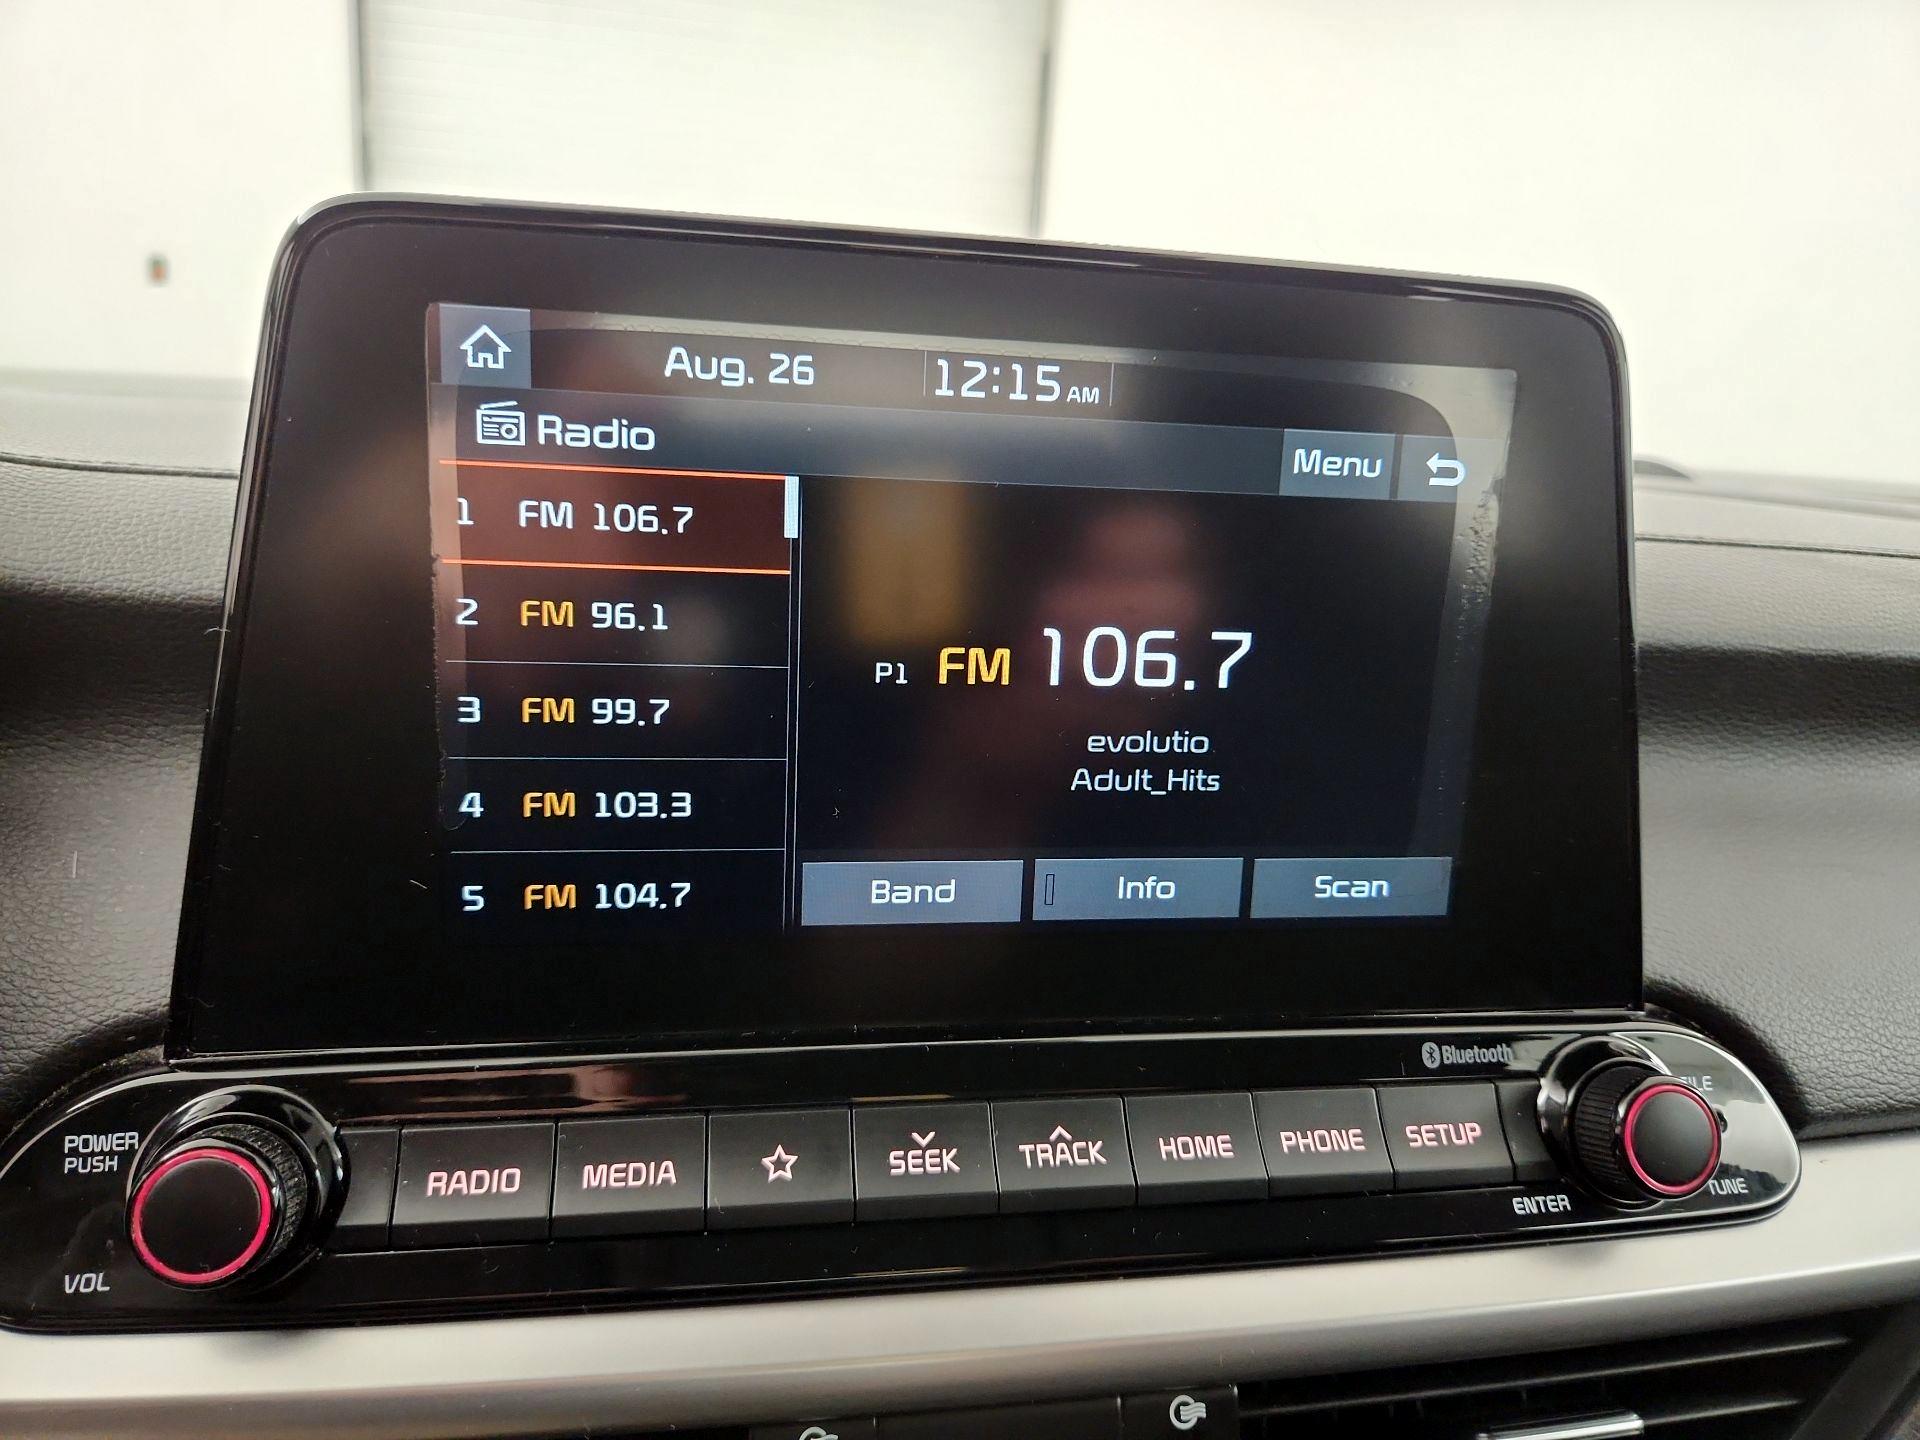 Aug. 26
12:15 AM
Radio
Menu
1 FM 106.7
2 FM 96.1
3 FM 99.7
4 FM 103.3
5 FM 104.7
P1 FM 106.7
evolutio
Adult_Hits
Band
Info
Scan
Bluetooth
POWER
PUSH
VOL
RADIO
MEDIA
SEEK
TRACK
HOME
PHONE
SETUP
ENTER
TUNE